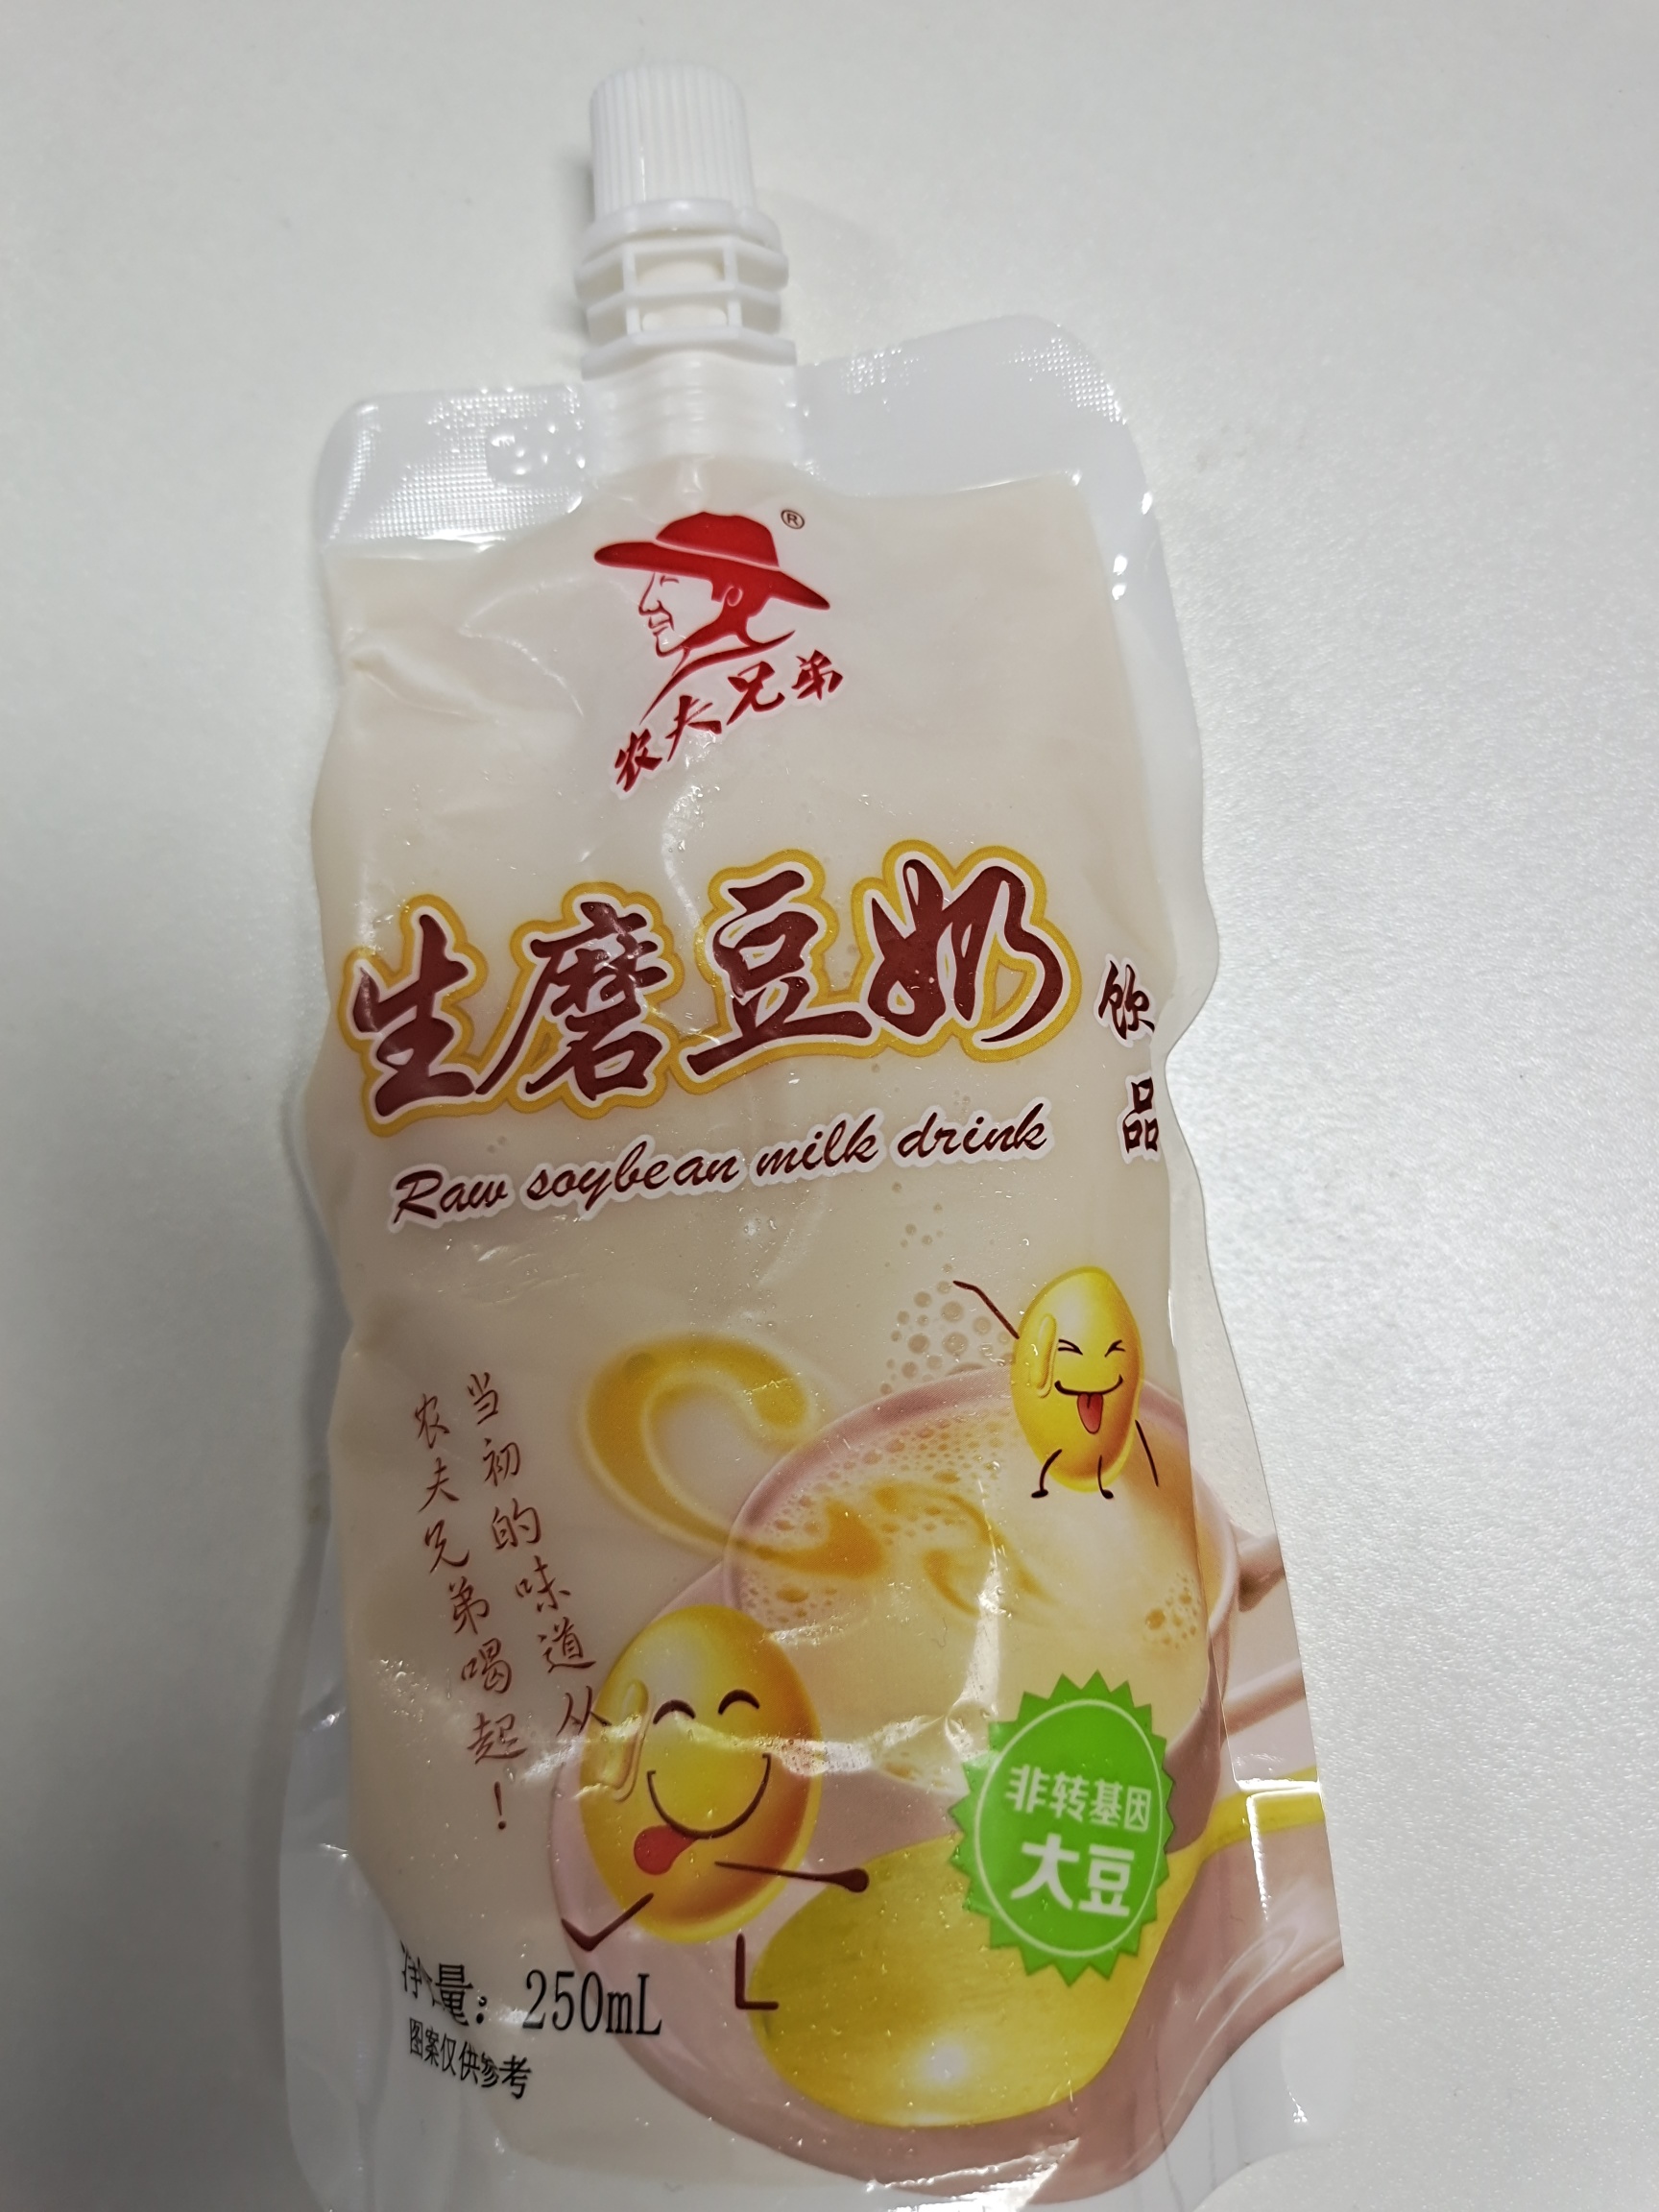 ®
农夫兄弟
生磨豆奶
饮品
Raw soybean milk drink
当初的味道从
农夫兄弟喝起！
非转基因
大豆
净含量：250mL
图案仅供参考